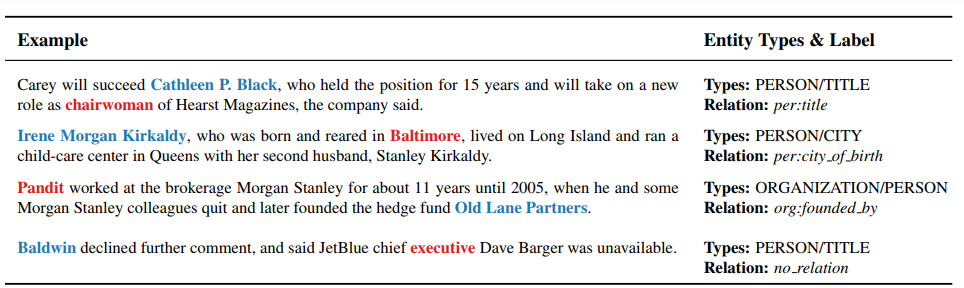 Example Entity Types & Label
Carey will succeed Cathleen P. Black, who held the position for 15 years and will take on a new Types: PERSON/TITLE
role as chairwoman of Hearst Magazines, the company said. Relation: per:title
Irene Morgan Kirkaldy, who was born and reared in Baltimore, lived on Long Island and ran a Types: PERSON/CITY
child-care center in Queens with her second husband, Stanley Kirkaldy. Relation: per:city_of_birth
Pandit worked at the brokerage Morgan Stanley for about 11 years until 2005, when he and some Types: ORGANIZATION/PERSON
Morgan Stanley colleagues quit and later founded the hedge fund Old Lane Partners. Relation: org:founded_by
Baldwin declined further comment, and said JetBlue chief executive Dave Barger was unavailable. Types: PERSON/TITLE
Relation: no_relation